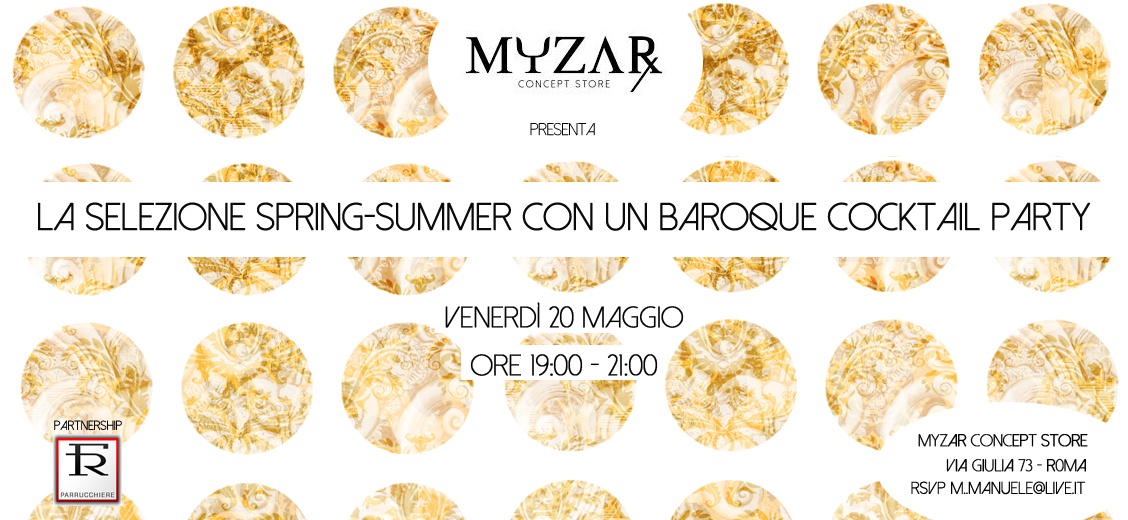 MYZAR
CONCEPT STORE
PRESENTA
LA SELEZIONE SPRING-SUMMER CON UN BAROQUE COCKTAIL PARTY
VENERDÌ 20 MAGGIO
ORE 19:00 - 21:00
PARTNERSHIP
FR
PARRUCCHIERE
MYZAR CONCEPT STORE
VIA GIULIA 73 - ROMA
RSVP M.MANUELE@LIVE.IT